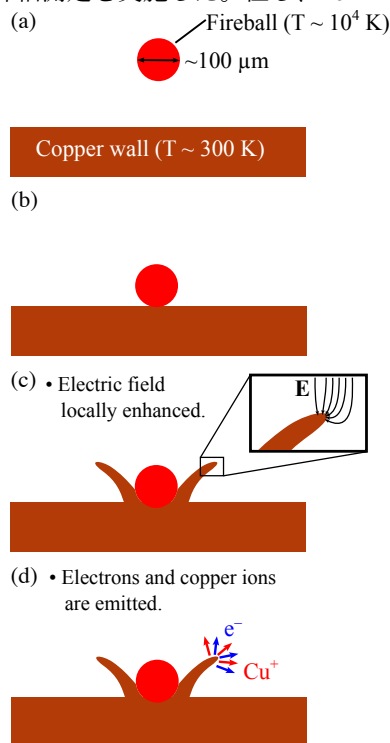 (a)
Fireball (T ~ 10⁴ K)
~100 µm
Copper wall (T ~ 300 K)
(b)
(c) • Electric field
locally enhanced.
E
(d) • Electrons and copper ions
are emitted.
e⁻
Cu⁺